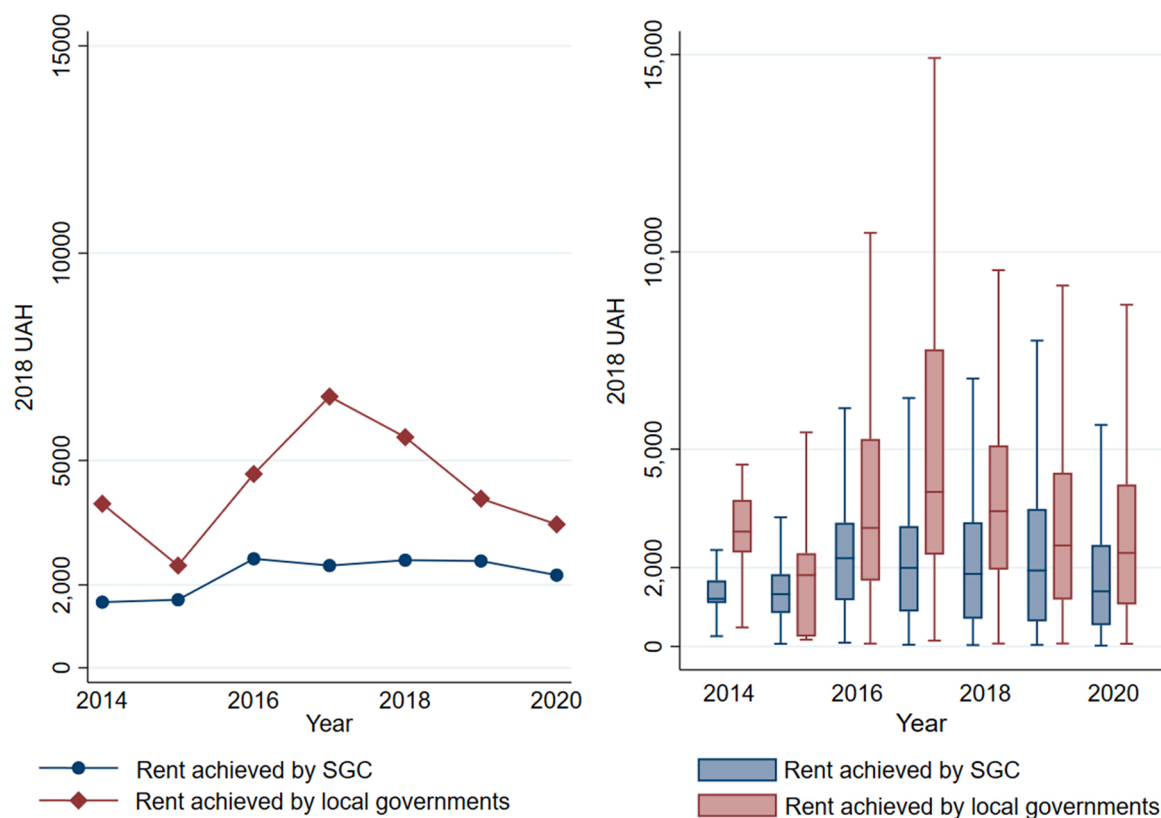 2018 UAH
15000
10000
5000
2,000
0
2014 2016 2018 2020
Year
Rent achieved by SGC
Rent achieved by local governments
2018 UAH
15,000
10,000
5,000
2,000
0
2014 2016 2018 2020
Year
Rent achieved by SGC
Rent achieved by local governments